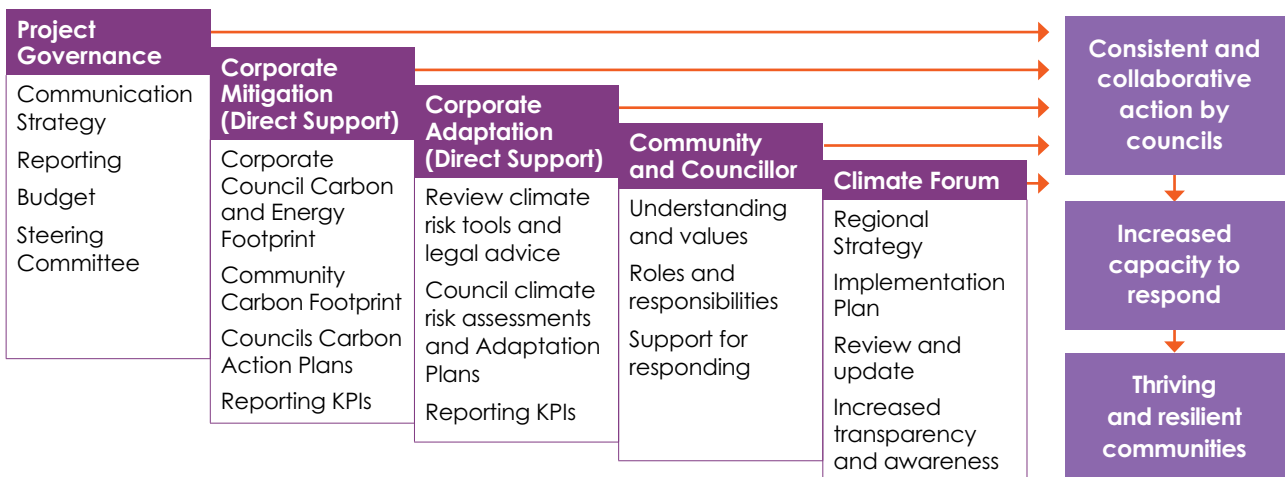 Project
Governance
Communication
Strategy
Reporting
Budget
Steering
Committee
Corporate
Mitigation
(Direct Support)
Corporate
Council Carbon
and Energy
Footprint
Community
Carbon Footprint
Councils Carbon
Action Plans
Reporting KPIs
Corporate
Adaptation
(Direct Support)
Review climate
risk tools and
legal advice
Council climate
risk assessments
and Adaptation
Plans
Reporting KPIs
Community
and Councillor
Understanding
and values
Roles and
responsibilities
Support for
responding
Climate Forum
Regional
Strategy
Implementation
Plan
Review and
update
Increased
transparency
and awareness
Consistent and
collaborative
action by
councils
Increased
capacity to
respond
Thriving
and resilient
communities